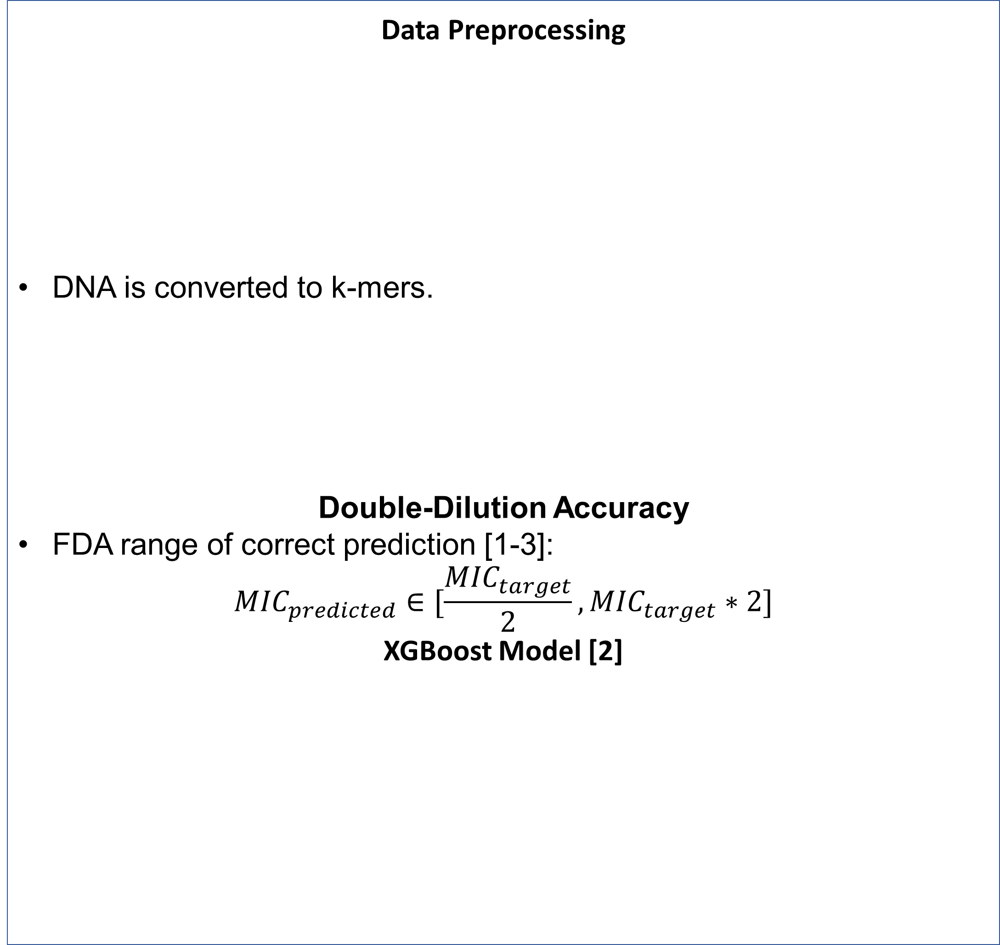 Data Preprocessing
• DNA is converted to k-mers.
Double-Dilution Accuracy
• FDA range of correct prediction [1-3]:
$MIC_{predicted} \in [\frac{MIC_{target}}{2}, MIC_{target} * 2]$
XGBoost Model [2]